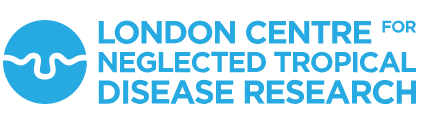 LONDON CENTRE FOR
NEGLECTED TROPICAL
DISEASE RESEARCH